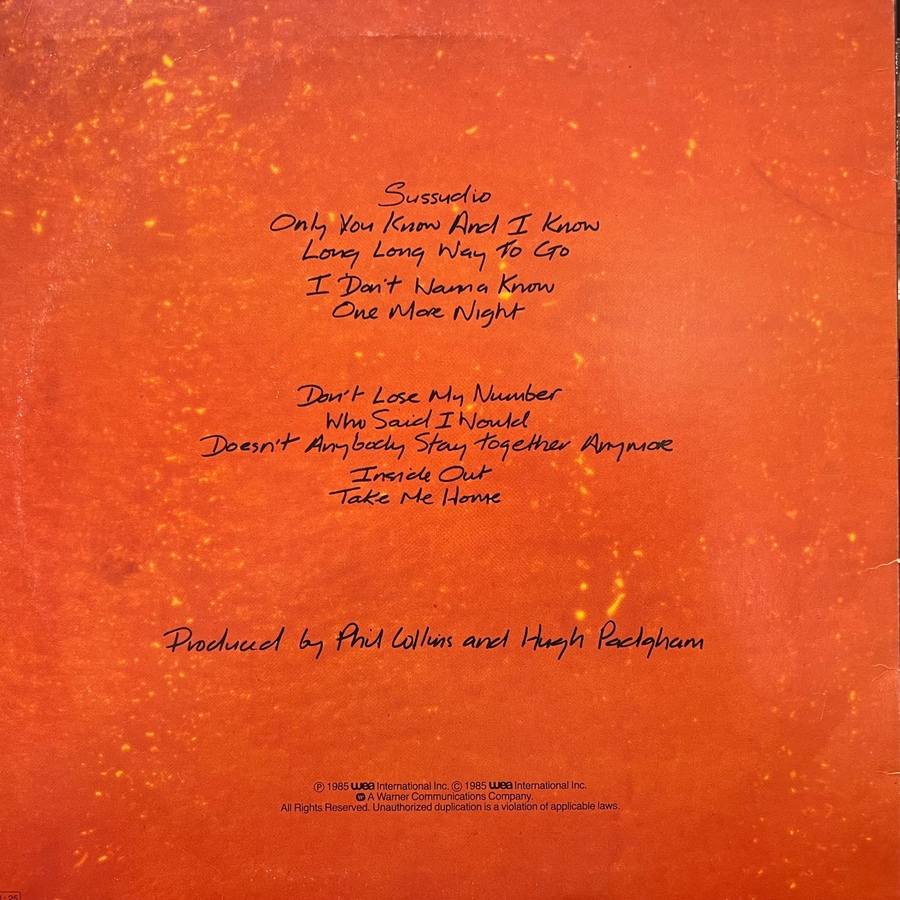 Sussudio
Only You Know And I Know
Long Long Way To Go
I Don't Wanna Know
One More Night
Don't Lose My Number
Who Said I Would
Doesn't Anybody Stay Together Anymore
Inside Out
Take Me Home
Produced by Phil Collins and Hugh Padgham
℗ 1985 wea International Inc. © 1985 wea International Inc.
A Warner Communications Company.
All Rights Reserved. Unauthorized duplication is a violation of applicable laws.